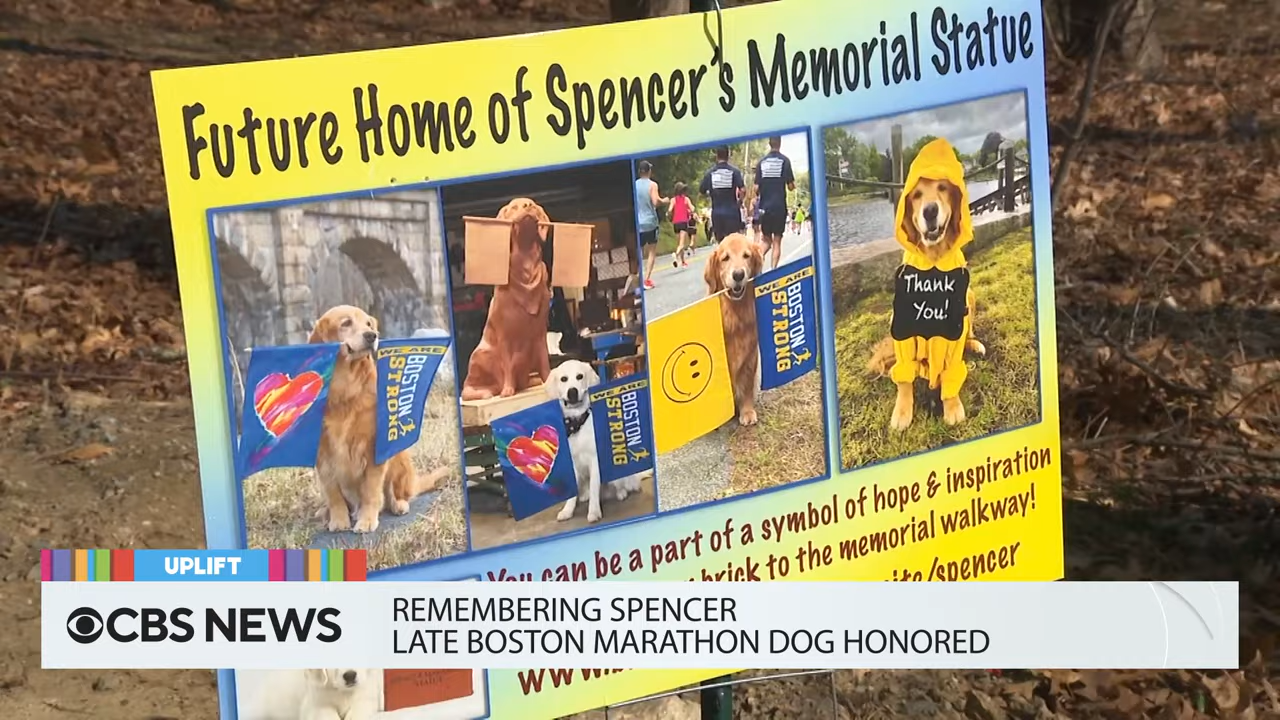 Future Home of Spencer's Memorial Statue
WE ARE
BOSTON
STRONG
WE ARE
BOSTON
STRONG
WE ARE
BOSTON
STRONG
Thank
You!
You can be a part of a symbol of hope & inspiration
brick to the memorial walkway!
/spencer
UPLIFT
CBS NEWS
REMEMBERING SPENCER
LATE BOSTON MARATHON DOG HONORED